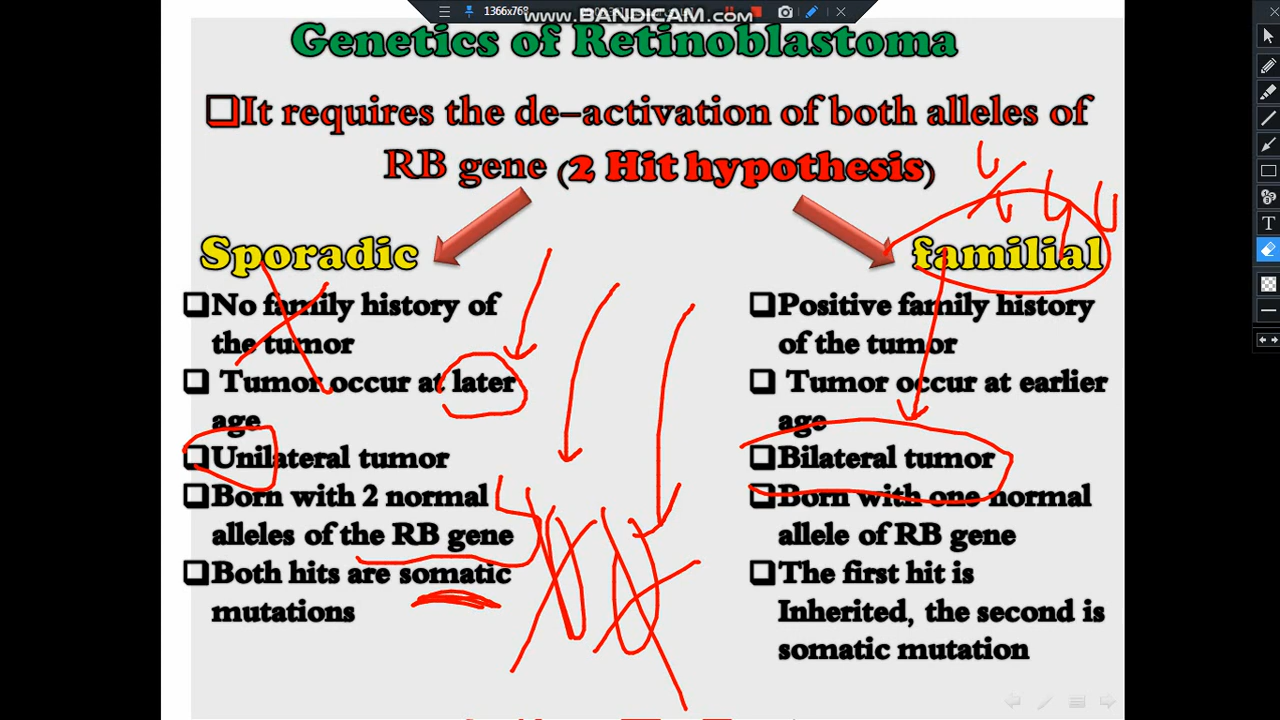 1366x768
www.BANDICAM.com
Genetics of Retinoblastoma
❑It requires the de-activation of both alleles of
RB gene (2 Hit hypothesis)
Sporadic
❑No family history of
the tumor
❑ Tumor occur at later
age
❑Unilateral tumor
❑Born with 2 normal
alleles of the RB gene
❑Both hits are somatic
mutations
familial
❑Positive family history
of the tumor
❑ Tumor occur at earlier
age
❑Bilateral tumor
❑Born with one normal
allele of RB gene
❑The first hit is
Inherited, the second is
somatic mutation